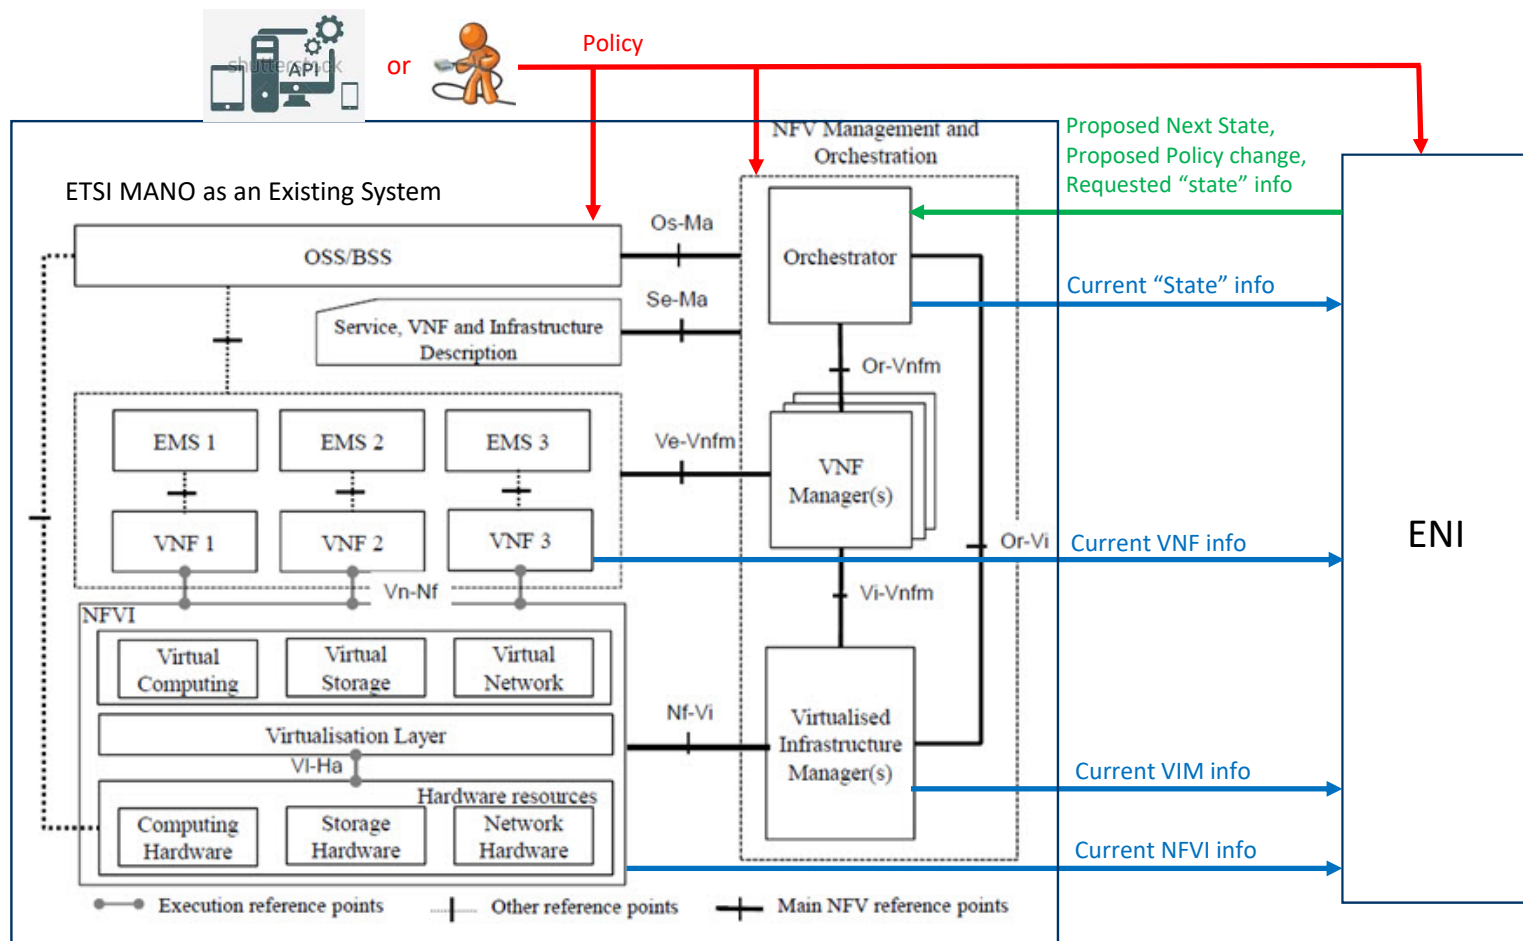 shutterstock
API
or
Policy
NFV Management and
Orchestration
Proposed Next State,
Proposed Policy change,
Requested “state” info
ETSI MANO as an Existing System
Os-Ma
OSS/BSS
Orchestrator
Current “State” info
Se-Ma
Service, VNF and Infrastructure
Description
Or-Vnfm
EMS 1
EMS 2
EMS 3
Ve-Vnfm
VNF
Manager(s)
VNF 1
VNF 2
VNF 3
Or-Vi
Current VNF info
ENI
Vn-Nf
Vi-Vnfm
NFVI
Virtual
Computing
Virtual
Storage
Virtual
Network
Nf-Vi
Virtualisation Layer
Virtualised
Infrastructure
Manager(s)
Vl-Ha
Current VIM info
Hardware resources
Computing
Hardware
Storage
Hardware
Network
Hardware
Current NFVI info
Execution reference points
Other reference points
Main NFV reference points